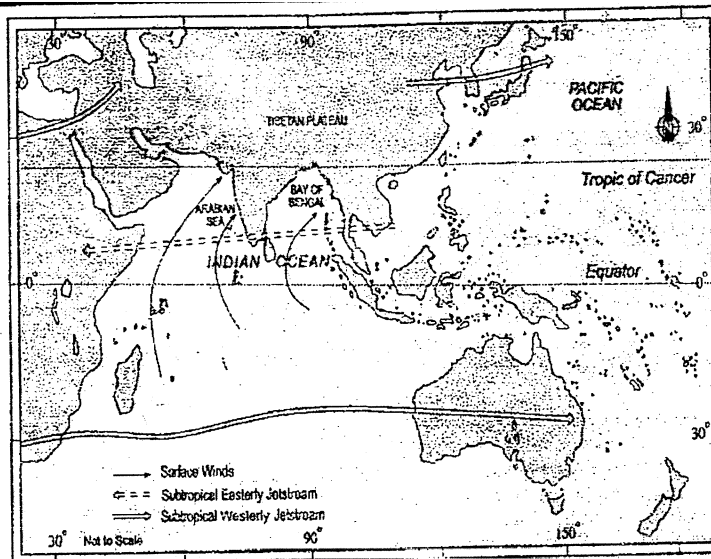 30°
90°
150°
PACIFIC
OCEAN
30°
TIBETAN PLATEAU
Tropic of Cancer
ARABIAN
SEA
BAY OF
BENGAL
INDIAN OCEAN
Equator
0°
0°
30°
Surface Winds
Subtropical Easterly Jetstream
Subtropical Westerly Jetstream
30°
Not to Scale
90°
150°